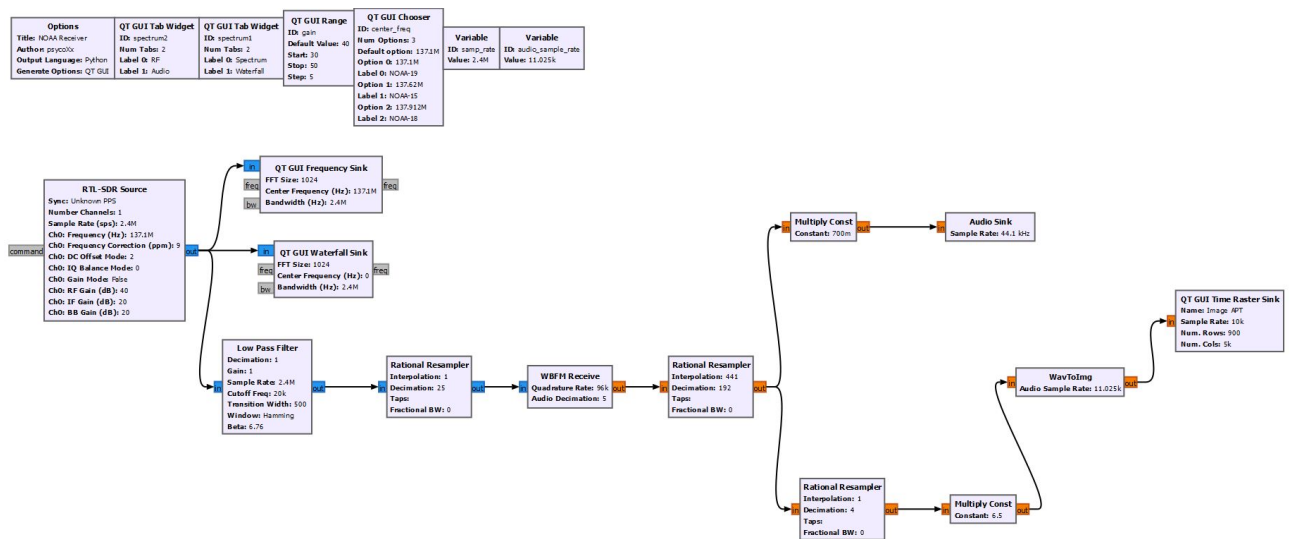 Options
Title: NOAA Receiver
Author: psycoXx
Output Language: Python
Generate Options: QT GUI
QT GUI Tab Widget
ID: spectrum2
Num Tabs: 2
Label 0: RF
Label 1: Audio
QT GUI Tab Widget
ID: spectrum1
Num Tabs: 2
Label 0: Spectrum
Label 1: Waterfall
QT GUI Range
ID: gain
Default Value: 40
Start: 30
Stop: 50
Step: 5
QT GUI Chooser
ID: center_freq
Num Options: 3
Default option: 137.1M
Option 0: 137.1M
Label 0: NOAA-19
Option 1: 137.62M
Label 1: NOAA-15
Option 2: 137.912M
Label 2: NOAA-18
Variable
ID: samp_rate
Value: 2.4M
Variable
ID: audio_sample_rate
Value: 11.025k
RTL-SDR Source
Sync: Unknown PPS
Number Channels: 1
Sample Rate (sps): 2.4M
Ch0: Frequency (Hz): 137.1M
Ch0: Frequency Correction (ppm): 9
Ch0: DC Offset Mode: 2
Ch0: IQ Balance Mode: 0
Ch0: Gain Mode: False
Ch0: RF Gain (dB): 40
Ch0: IF Gain (dB): 20
Ch0: BB Gain (dB): 20
command
out
in
freq
bw
QT GUI Frequency Sink
FFT Size: 1024
Center Frequency (Hz): 137.1M
Bandwidth (Hz): 2.4M
freq
in
freq
bw
QT GUI Waterfall Sink
FFT Size: 1024
Center Frequency (Hz): 0
Bandwidth (Hz): 2.4M
freq
in
Low Pass Filter
Decimation: 1
Gain: 1
Sample Rate: 2.4M
Cutoff Freq: 20k
Transition Width: 500
Window: Hamming
Beta: 6.76
out
in
Rational Resampler
Interpolation: 1
Decimation: 25
Taps:
Fractional BW: 0
out
in
WBFM Receive
Quadrature Rate: 96k
Audio Decimation: 5
out
in
Rational Resampler
Interpolation: 441
Decimation: 192
Taps:
Fractional BW: 0
out
in
Multiply Const
Constant: 700m
out
in
Audio Sink
Sample Rate: 44.1 kHz
in
Rational Resampler
Interpolation: 1
Decimation: 4
Taps:
Fractional BW: 0
out
in
Multiply Const
Constant: 6.5
out
in
WavToImg
Audio Sample Rate: 11.025k
out
in
QT GUI Time Raster Sink
Name: Image APT
Sample Rate: 10k
Num. Rows: 900
Num. Cols: 5k